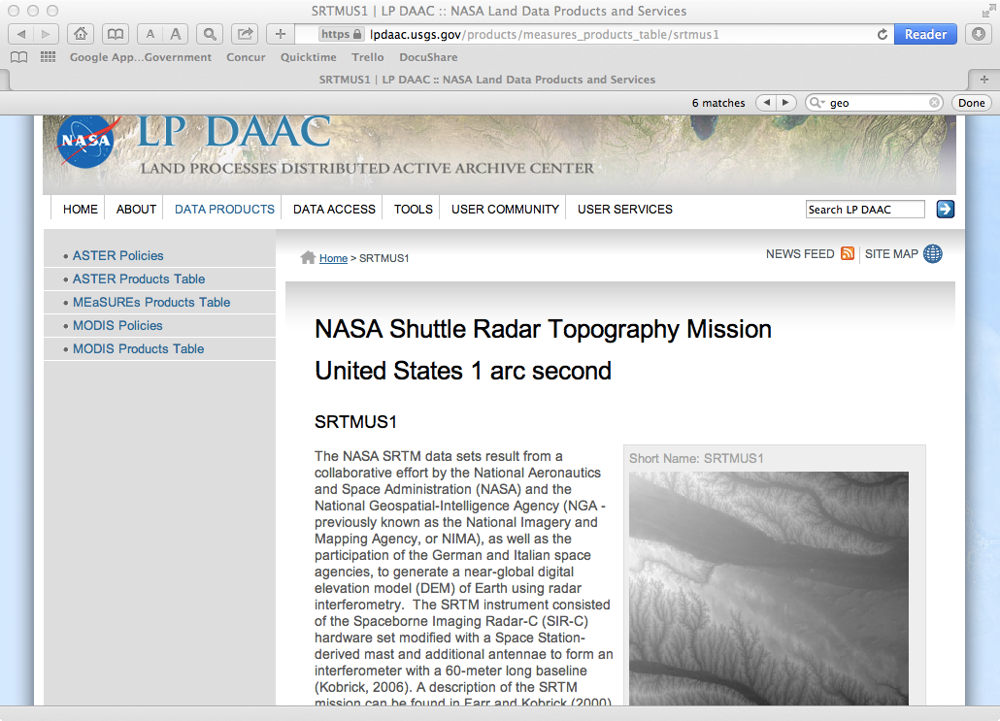 SRTMUS1 | LP DAAC :: NASA Land Data Products and Services
A A https lpdaac.usgs.gov/products/measures_products_table/srtmus1 Reader
Google App...Government Concur Quicktime Trello DocuShare
SRTMUS1 | LP DAAC :: NASA Land Data Products and Services
6 matches geo Done
NASA LP DAAC
LAND PROCESSES DISTRIBUTED ACTIVE ARCHIVE CENTER
HOME ABOUT DATA PRODUCTS DATA ACCESS TOOLS USER COMMUNITY USER SERVICES Search LP DAAC
ASTER Policies
ASTER Products Table
MEaSUREs Products Table
MODIS Policies
MODIS Products Table
Home > SRTMUS1
NEWS FEED SITE MAP
NASA Shuttle Radar Topography Mission
United States 1 arc second
SRTMUS1
The NASA SRTM data sets result from a
collaborative effort by the National Aeronautics
and Space Administration (NASA) and the
National Geospatial-Intelligence Agency (NGA -
previously known as the National Imagery and
Mapping Agency, or NIMA), as well as the
participation of the German and Italian space
agencies, to generate a near-global digital
elevation model (DEM) of Earth using radar
interferometry. The SRTM instrument consisted
of the Spaceborne Imaging Radar-C (SIR-C)
hardware set modified with a Space Station-
derived mast and additional antennae to form an
interferometer with a 60-meter long baseline
(Kobrick, 2006). A description of the SRTM
mission can be found in Farr and Kobrick (2000)
Short Name: SRTMUS1